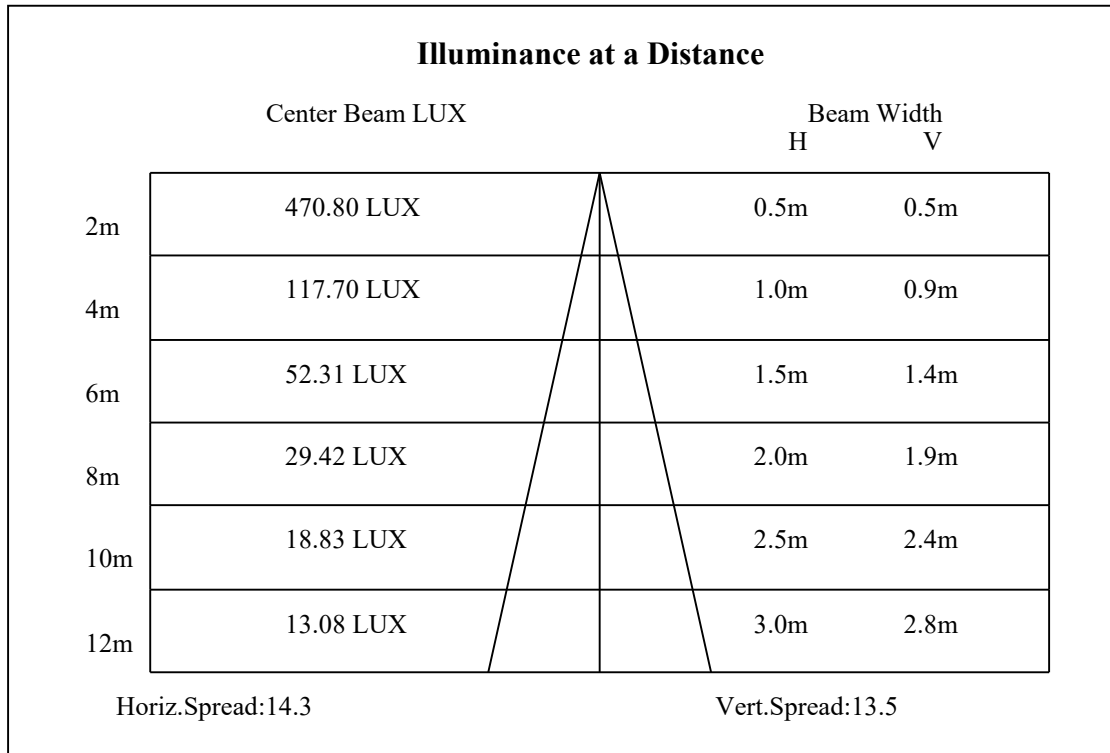 Illuminance at a Distance
Center Beam LUX Beam Width
H V
2m 470.80 LUX 0.5m 0.5m
4m 117.70 LUX 1.0m 0.9m
6m 52.31 LUX 1.5m 1.4m
8m 29.42 LUX 2.0m 1.9m
10m 18.83 LUX 2.5m 2.4m
12m 13.08 LUX 3.0m 2.8m
Horiz.Spread:14.3 Vert.Spread:13.5